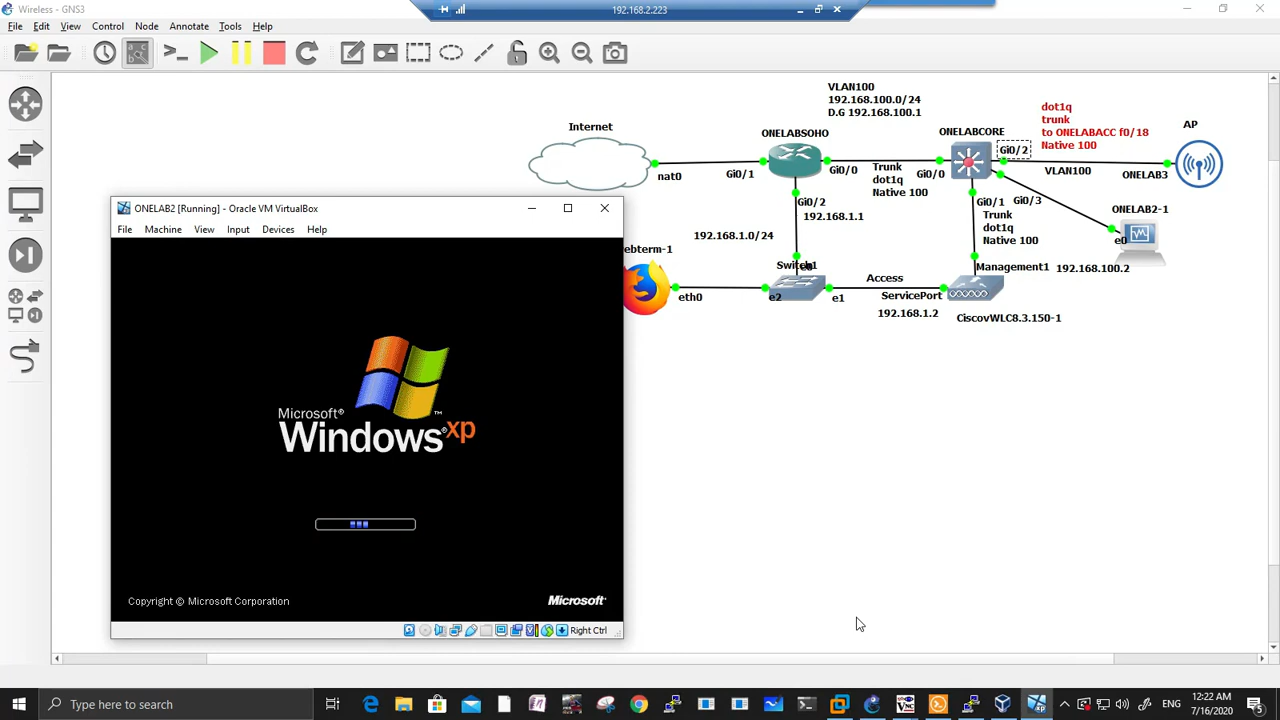 Wireless - GNS3
192.168.2.223
File Edit View Control Node Annotate Tools Help
VLAN100
192.168.100.0/24
D.G 192.168.100.1
dot1q
trunk
to ONELABACC f0/18
Native 100
Internet
ONELABSOHO
ONELABCORE
AP
nat0
Gi0/1
Gi0/0
Trunk
dot1q
Native 100
Gi0/0
Gi0/2
VLAN100
ONELAB3
Gi0/2
192.168.1.1
Gi0/1
Trunk
dot1q
Native 100
Gi0/3
ONELAB2-1
e0
192.168.1.0/24
ebterm-1
Switch1
Management1
192.168.100.2
eth0
e2
e1
Access
ServicePort
192.168.1.2
CiscovWLC8.3.150-1
ONELAB2 [Running] - Oracle VM VirtualBox
File Machine View Input Devices Help
Microsoft®
Windows® xp
™
Copyright © Microsoft Corporation
Microsoft®
Right Ctrl
Type here to search
ENG
12:22 AM
7/16/2020